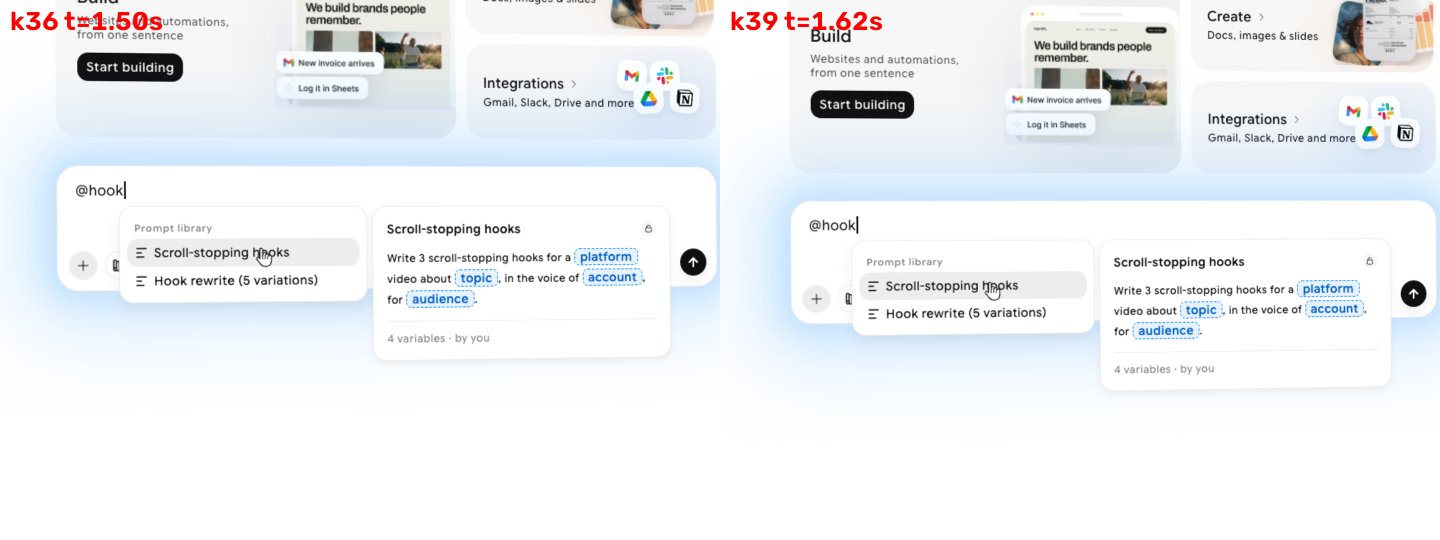 k36 t=1.50s
Build
Websites and automations,
from one sentence
Start building
We build brands people
remember.
New invoice arrives
Log it in Sheets
Docs, images & slides
Integrations
Gmail, Slack, Drive and more
@hook
Prompt library
Scroll-stopping hooks
Hook rewrite (5 variations)
Scroll-stopping hooks
Write 3 scroll-stopping hooks for a platform
video about topic, in the voice of account,
for audience.
4 variables · by you
k39 t=1.62s
Build
Websites and automations,
from one sentence
Start building
We build brands people
remember.
New invoice arrives
Log it in Sheets
Create
Docs, images & slides
Integrations
Gmail, Slack, Drive and more
@hook
Prompt library
Scroll-stopping hooks
Hook rewrite (5 variations)
Scroll-stopping hooks
Write 3 scroll-stopping hooks for a platform
video about topic, in the voice of account,
for audience.
4 variables · by you